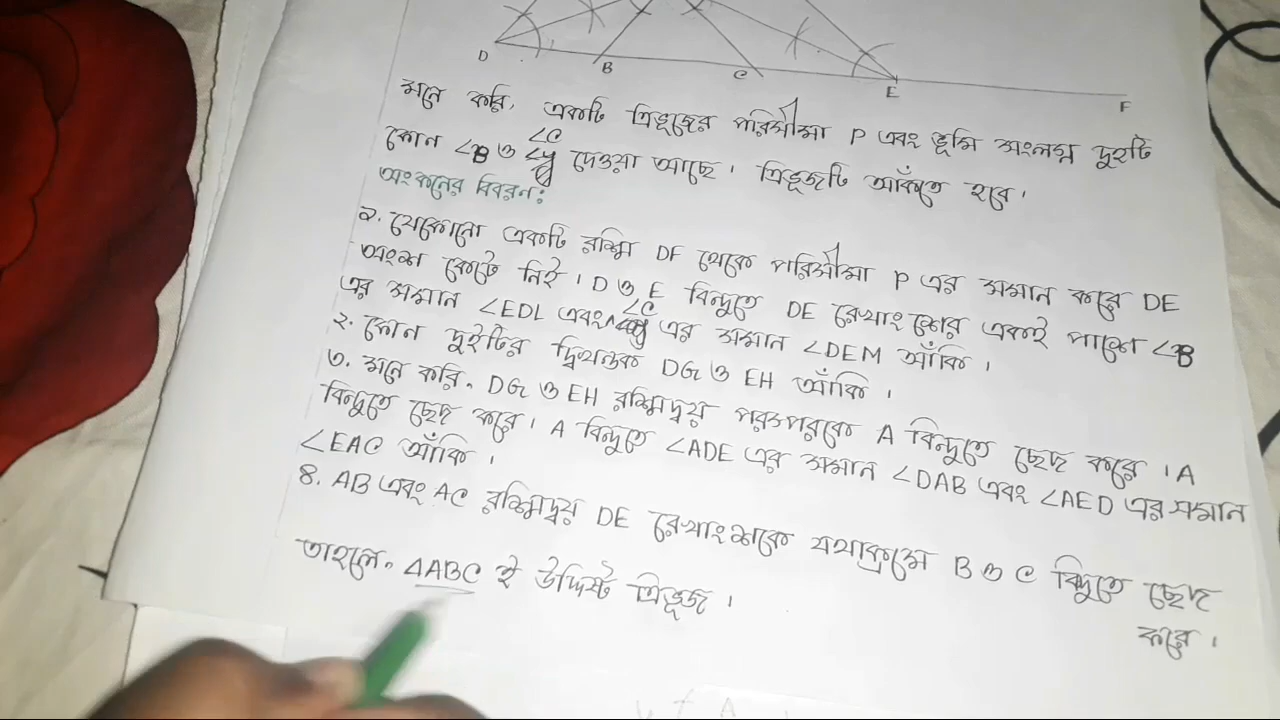 D B C E F
মনে করি, একটি ত্রিভুজের পরিসীমা P এবং ভূমি সংলগ্ন দুইটি
∠C
কোন ∠B ও দেওয়া আছে। ত্রিভূজটি আঁকতে হবে।
অংকনের বিবরন:
১. যেকোনো একটি রশ্মি DF থেকে পরিসীমা P এর সমান করে DE
অংশ কেটে নিই। D ও E বিন্দুতে DE রেখাংশের একই পাশে ∠B
∠C
এর সমান ∠EDL এবং এর সমান ∠DEM আঁকি।
২. কোন দুইটির দ্বিখন্ডক DG ও EH আঁকি।
৩. মনে করি, DG ও EH রশ্মিদ্বয় পরস্পরকে A বিন্দুতে ছেদ করে। A
বিন্দুতে ছেদ করে। A বিন্দুতে ∠ADE এর সমান ∠DAB এবং ∠AED এর সমান
∠EAC আঁকি।
৪. AB এবং AC রশ্মিদ্বয় DE রেখাংশকে যথাক্রমে B ও C বিন্দুতে ছেদ
করে।
তাহলে, ΔABC ই উদ্দিষ্ট ত্রিভূজ।